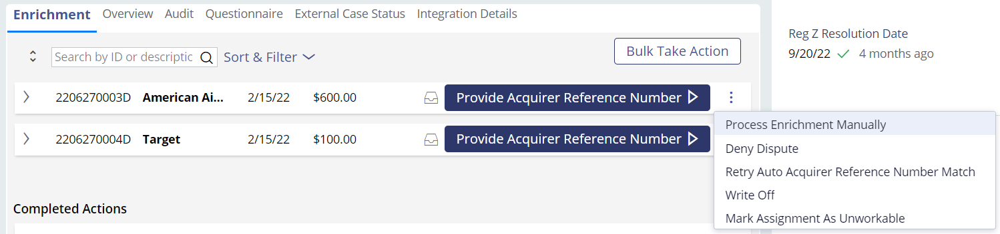 Enrichment Overview Audit Questionnaire External Case Status Integration Details
Search by ID or descriptic Sort & Filter Bulk Take Action
2206270003D American Ai... 2/15/22 $600.00 Provide Acquirer Reference Number
2206270004D Target 2/15/22 $100.00 Provide Acquirer Reference Number
Completed Actions
Reg Z Resolution Date
9/20/22 4 months ago
Process Enrichment Manually
Deny Dispute
Retry Auto Acquirer Reference Number Match
Write Off
Mark Assignment As Unworkable